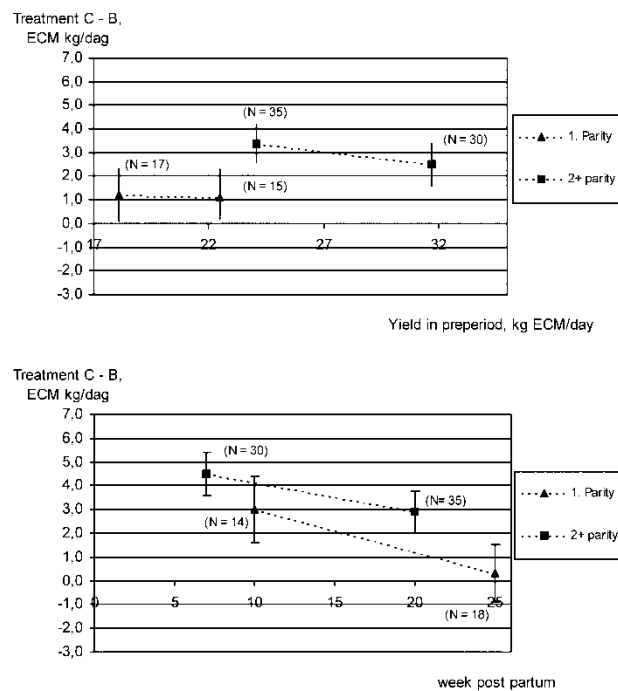 Treatment C - B,
ECM kg/dag
7,0
6,0
5,0
(N = 35)
4,0
(N = 30)
1. Parity
3,0
(N = 17)
2,0
(N = 15)
2+ parity
1,0
0,0
17
22
27
32
-1,0
-2,0
-3,0
Yield in preperiod, kg ECM/day
Treatment C - B,
ECM kg/dag
7,0
6,0
(N = 30)
5,0
4,0
(N= 35)
1. Parity
3,0
(N = 14)
2,0
2+ parity
1,0
0,0
0
5
10
15
20
25
-1,0
(N = 18)
-2,0
-3,0
week post partum